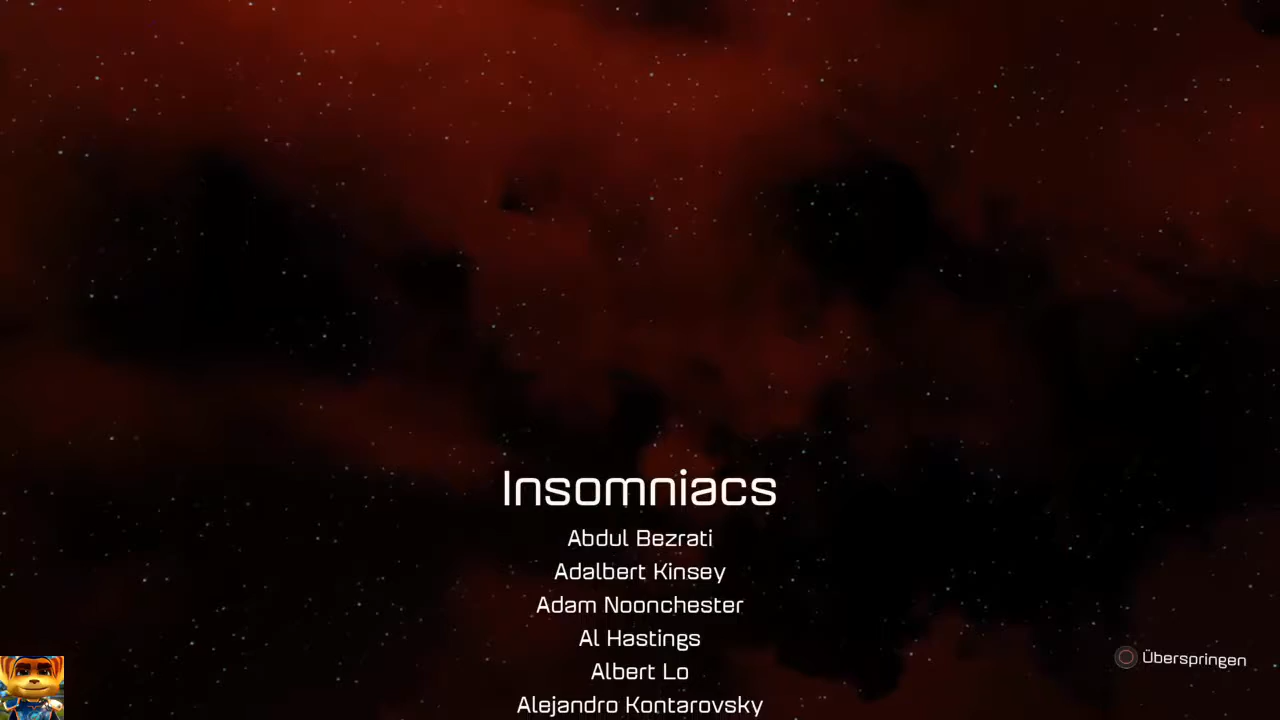 Insomniacs
Abdul Bezrati
Adalbert Kinsey
Adam Noonchester
Al Hastings
Albert Lo
Überspringen
Alejandro Kontarovsky